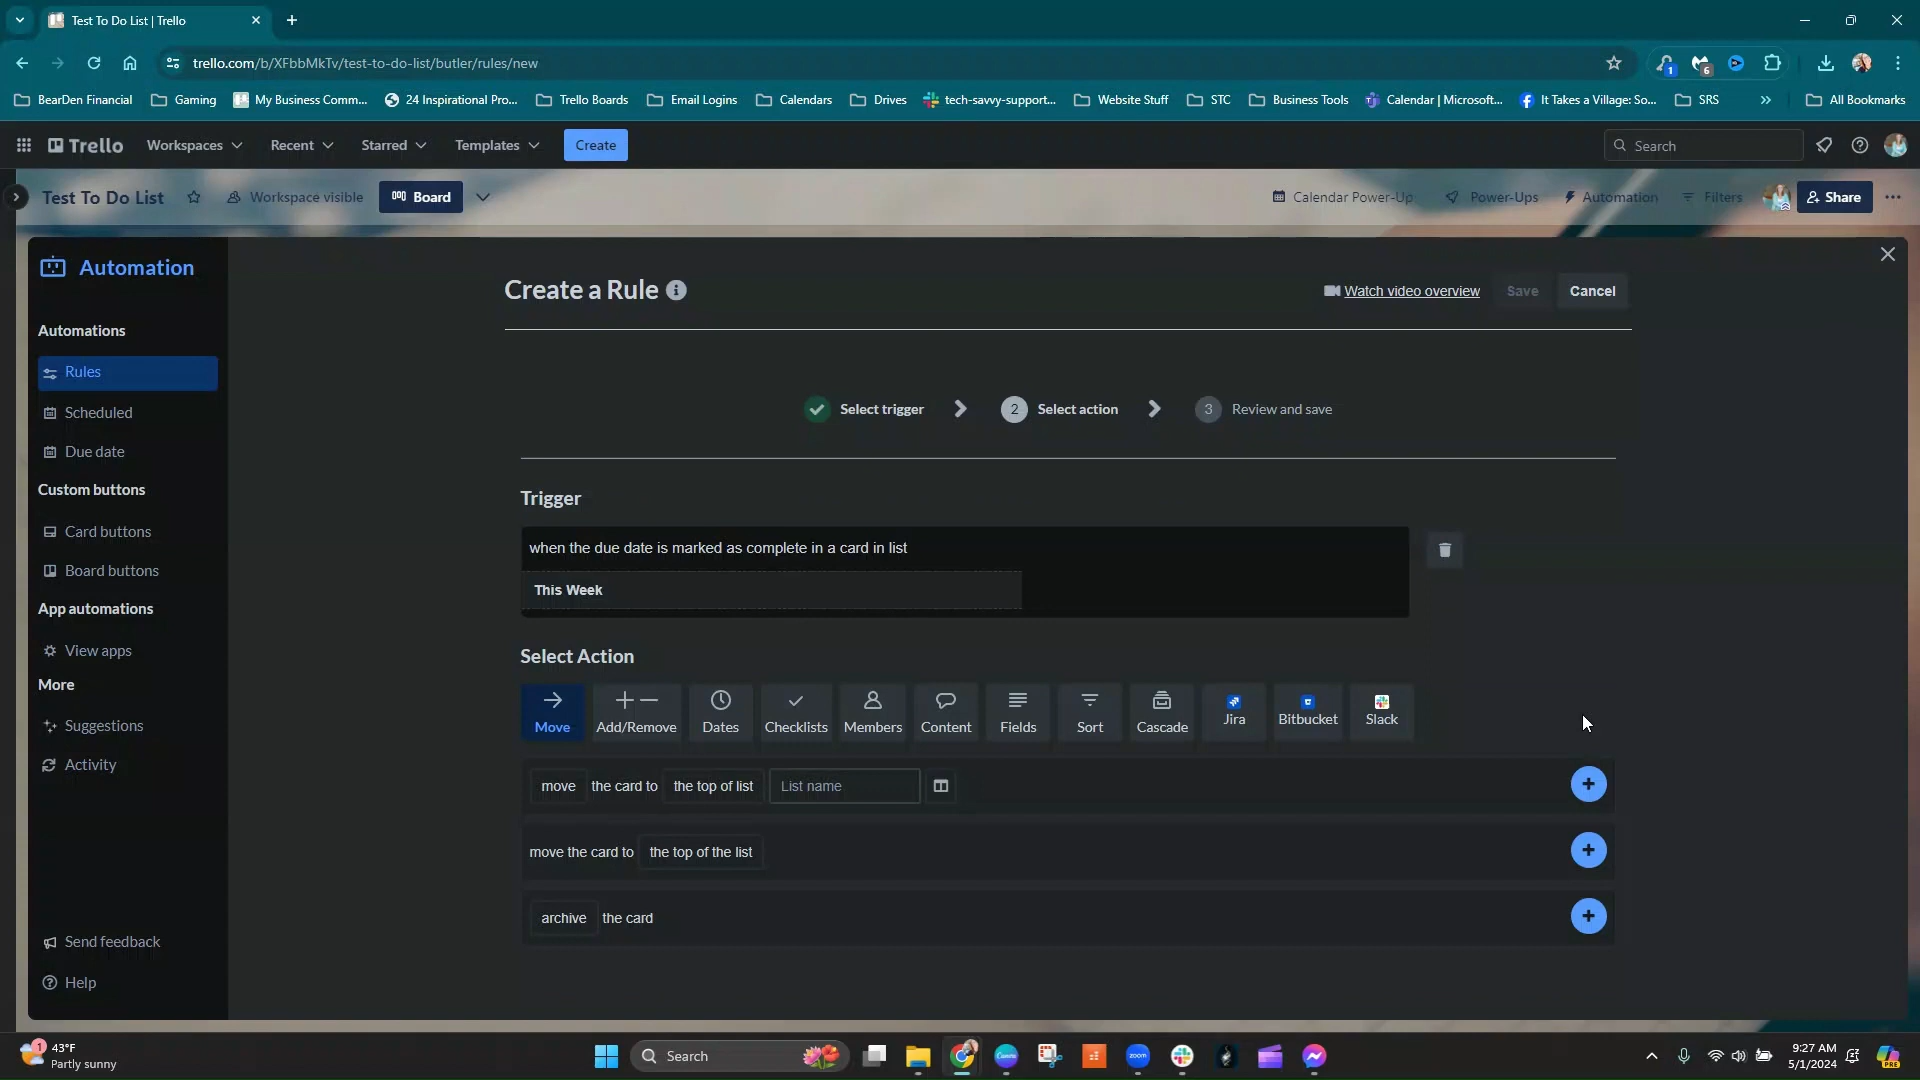 Test To Do List | Trello
trello.com/b/XFbbMkTv/test-to-do-list/butler/rules/new
1
6
BearDen Financial
Gaming
My Business Comm...
24 Inspirational Pro...
Trello Boards
Email Logins
Calendars
Drives
tech-savvy-support...
Website Stuff
STC
Business Tools
Calendar | Microsoft...
It Takes a Village: So...
SRS
All Bookmarks
Trello
Workspaces
Recent
Starred
Templates
Create
Search
Test To Do List
Workspace visible
Board
Calendar Power-Up
Power-Ups
Automation
Filters
Share
Automation
Automations
Rules
Scheduled
Due date
Custom buttons
Card buttons
Board buttons
App automations
View apps
More
Suggestions
Activity
Send feedback
Help
Create a Rule
Watch video overview
Save
Cancel
Select trigger
2 Select action
3 Review and save
Trigger
when the due date is marked as complete in a card in list
This Week
Select Action
Move
Add/Remove
Dates
Checklists
Members
Content
Fields
Sort
Cascade
Jira
Bitbucket
Slack
move the card to the top of list List name
move the card to the top of the list
archive the card
1
43°F
Partly sunny
Search
Canva
zoom
9:27 AM
5/1/2024
PRE